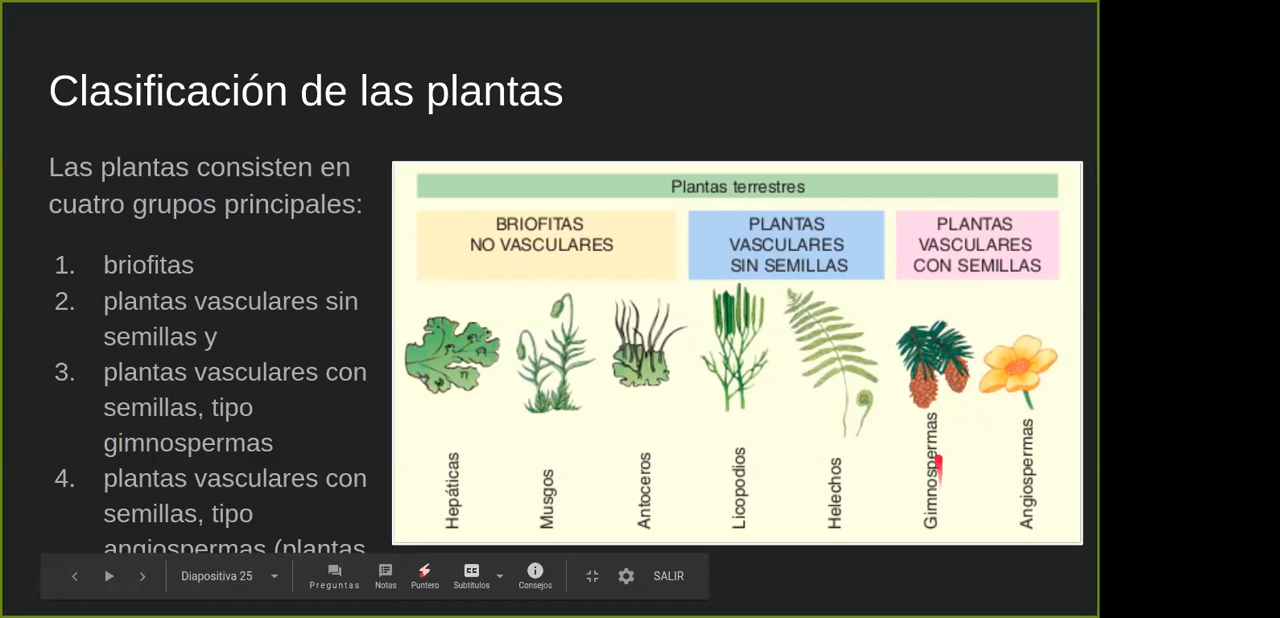 Clasificación de las plantas
Las plantas consisten en
cuatro grupos principales:
1. briofitas
2. plantas vasculares sin
semillas y
3. plantas vasculares con
semillas, tipo
gimnospermas
4. plantas vasculares con
semillas, tipo
angiospermas (plantas
Plantas terrestres
BRIOFITAS
NO VASCULARES
PLANTAS
VASCULARES
SIN SEMILLAS
PLANTAS
VASCULARES
CON SEMILLAS
Hepáticas
Musgos
Antoceros
Licopodios
Helechos
Gimnospermas
Angiospermas
Diapositiva 25
Preguntas
Notas
Puntero
CC
Subtítulos
Consejos
SALIR